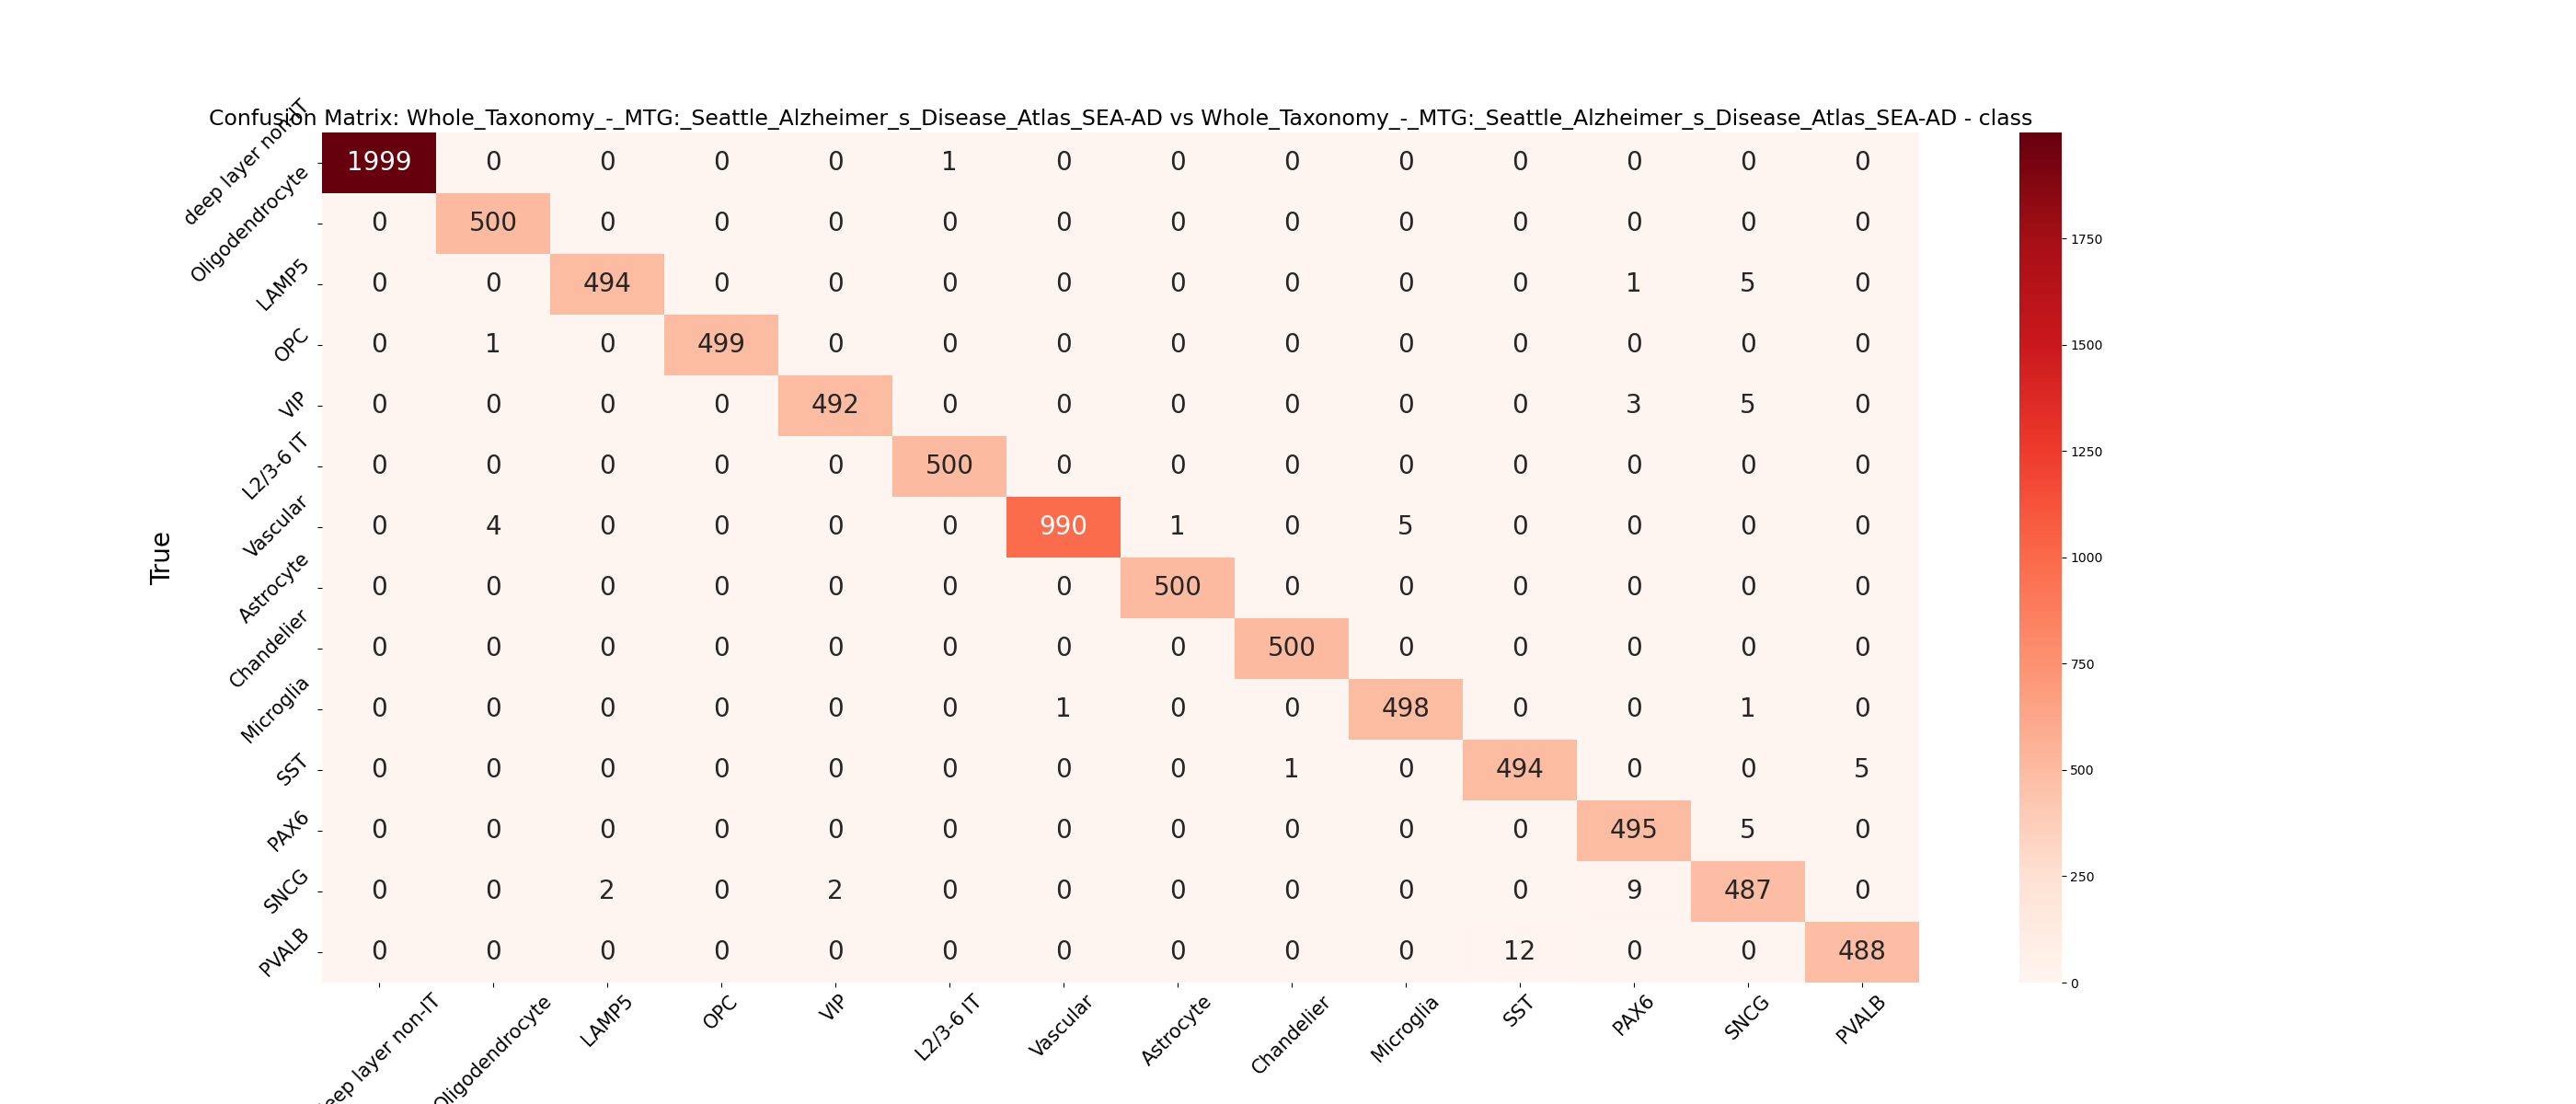 Confusion Matrix: Whole_Taxonomy_-_MTG:_Seattle_Alzheimer_s_Disease_Atlas_SEA-AD vs Whole_Taxonomy_-_MTG:_Seattle_Alzheimer_s_Disease_Atlas_SEA-AD - class
True
deep layer non-IT 1999 0 0 0 0 1 0 0 0 0 0 0 0 0
Oligodendrocyte 0 500 0 0 0 0 0 0 0 0 0 0 0 0
LAMP5 0 0 494 0 0 0 0 0 0 0 0 1 5 0
OPC 0 1 0 499 0 0 0 0 0 0 0 0 0 0
VIP 0 0 0 0 492 0 0 0 0 0 0 3 5 0
L2/3-6 IT 0 0 0 0 0 500 0 0 0 0 0 0 0 0
Vascular 0 4 0 0 0 0 990 1 0 5 0 0 0 0
Astrocyte 0 0 0 0 0 0 0 500 0 0 0 0 0 0
Chandelier 0 0 0 0 0 0 0 0 500 0 0 0 0 0
Microglia 0 0 0 0 0 0 1 0 0 498 0 0 1 0
SST 0 0 0 0 0 0 0 0 1 0 494 0 0 5
PAX6 0 0 0 0 0 0 0 0 0 0 0 495 5 0
SNCG 0 0 2 0 2 0 0 0 0 0 0 9 487 0
PVALB 0 0 0 0 0 0 0 0 0 0 12 0 0 488
eep layer non-IT
Oligodendrocyte
LAMP5
OPC
VIP
L2/3-6 IT
Vascular
Astrocyte
Chandelier
Microglia
SST
PAX6
SNCG
PVALB
1750
1500
1250
1000
750
500
250
0